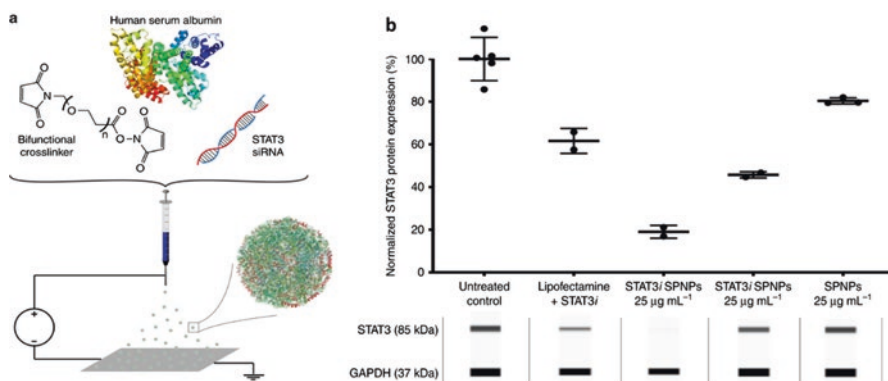 a
Human serum albumin
O
N
O
O
n
O
O
O
N
O
Bifunctional
crosslinker
STAT3
siRNA
+
−
b
Normalized STAT3 protein expression (%)
100
80
60
40
20
0
Untreated
control
Lipofectamine
+ STAT3i
STAT3i SPNPs
25 µg mL⁻¹
STAT3i SPNPs
25 µg mL⁻¹
SPNPs
25 µg mL⁻¹
STAT3 (85 kDa)
GAPDH (37 kDa)